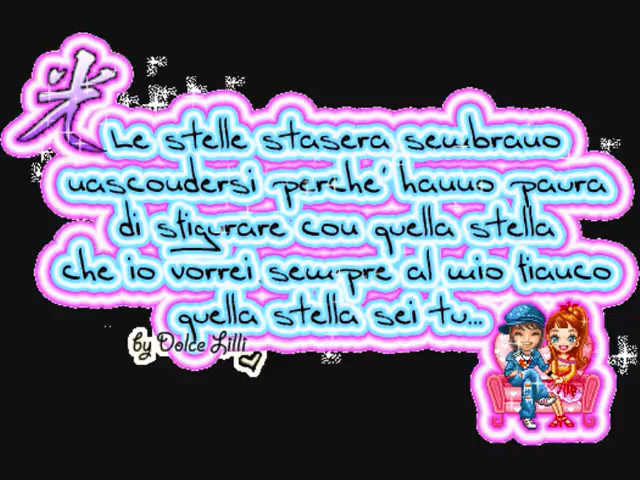 光
Le stelle stasera sembrano
nascondersi perche' hanno paura
di sfigurare con quella stella
che io vorrei sempre al mio fianco
quella stella sei tu...
by Dolce Lilli